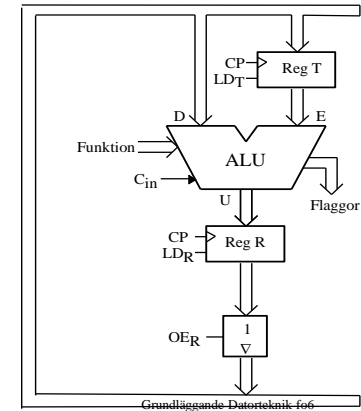 CP
Reg T
LDT
D
E
Funktion
ALU
Cin
U
Flaggor
CP
Reg R
LDR
1
OER
∇
Grundläggande Datorteknik fo6